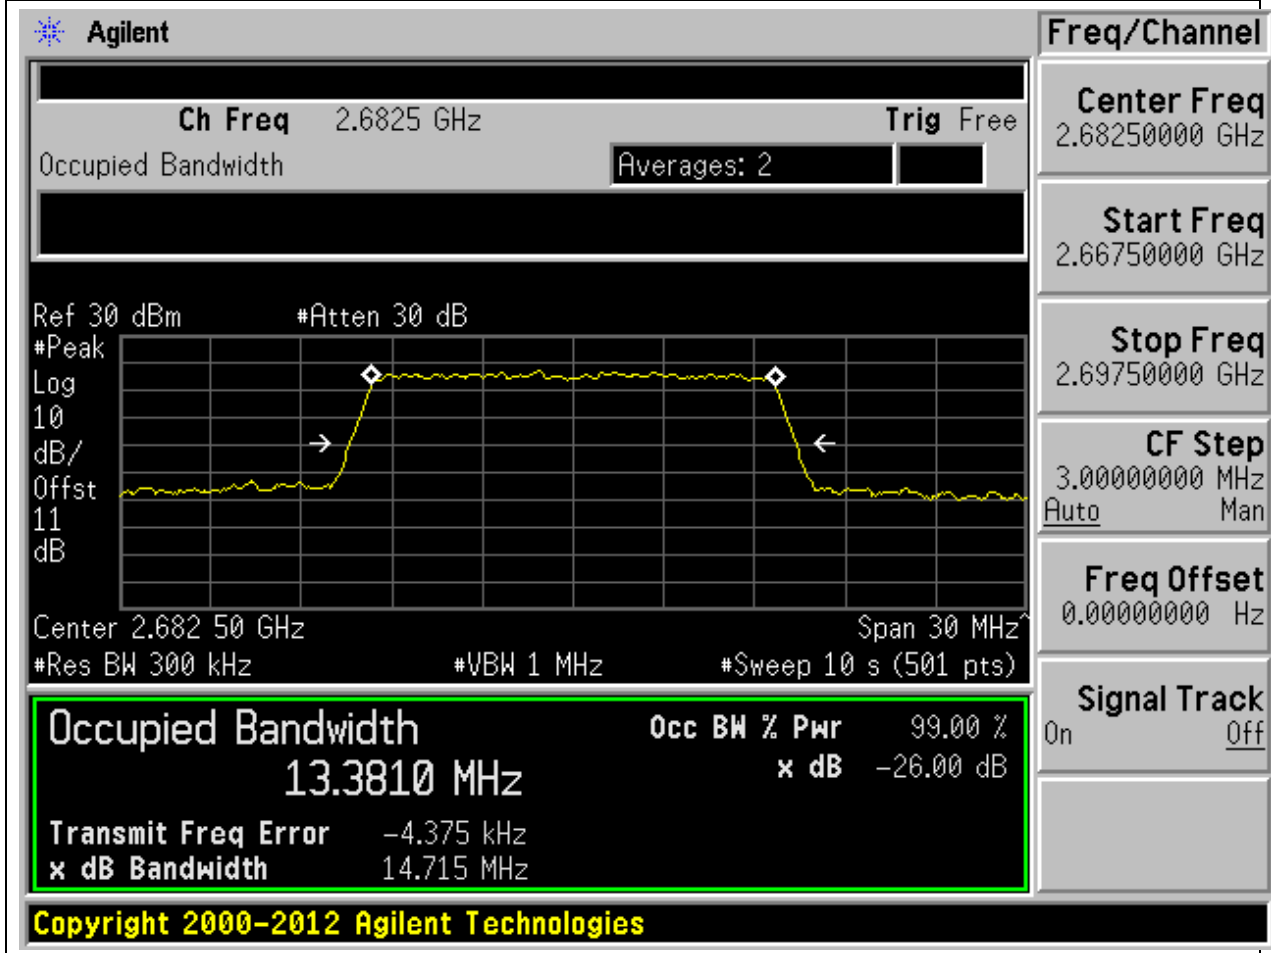 Agilent
Freq/Channel
Ch Freq 2.6825 GHz Trig Free
Occupied Bandwidth Averages: 2
Center Freq
2.68250000 GHz
Start Freq
2.66750000 GHz
Stop Freq
2.69750000 GHz
CF Step
3.00000000 MHz
Auto Man
Freq Offset
0.00000000 Hz
Signal Track
On Off
Ref 30 dBm #Atten 30 dB
#Peak
Log
10
dB/
Offst
11
dB
Center 2.682 50 GHz Span 30 MHz^
#Res BW 300 kHz #VBW 1 MHz #Sweep 10 s (501 pts)
Occupied Bandwidth
13.3810 MHz
Occ BW % Pwr 99.00 %
x dB -26.00 dB
Transmit Freq Error -4.375 kHz
x dB Bandwidth 14.715 MHz
Copyright 2000-2012 Agilent Technologies